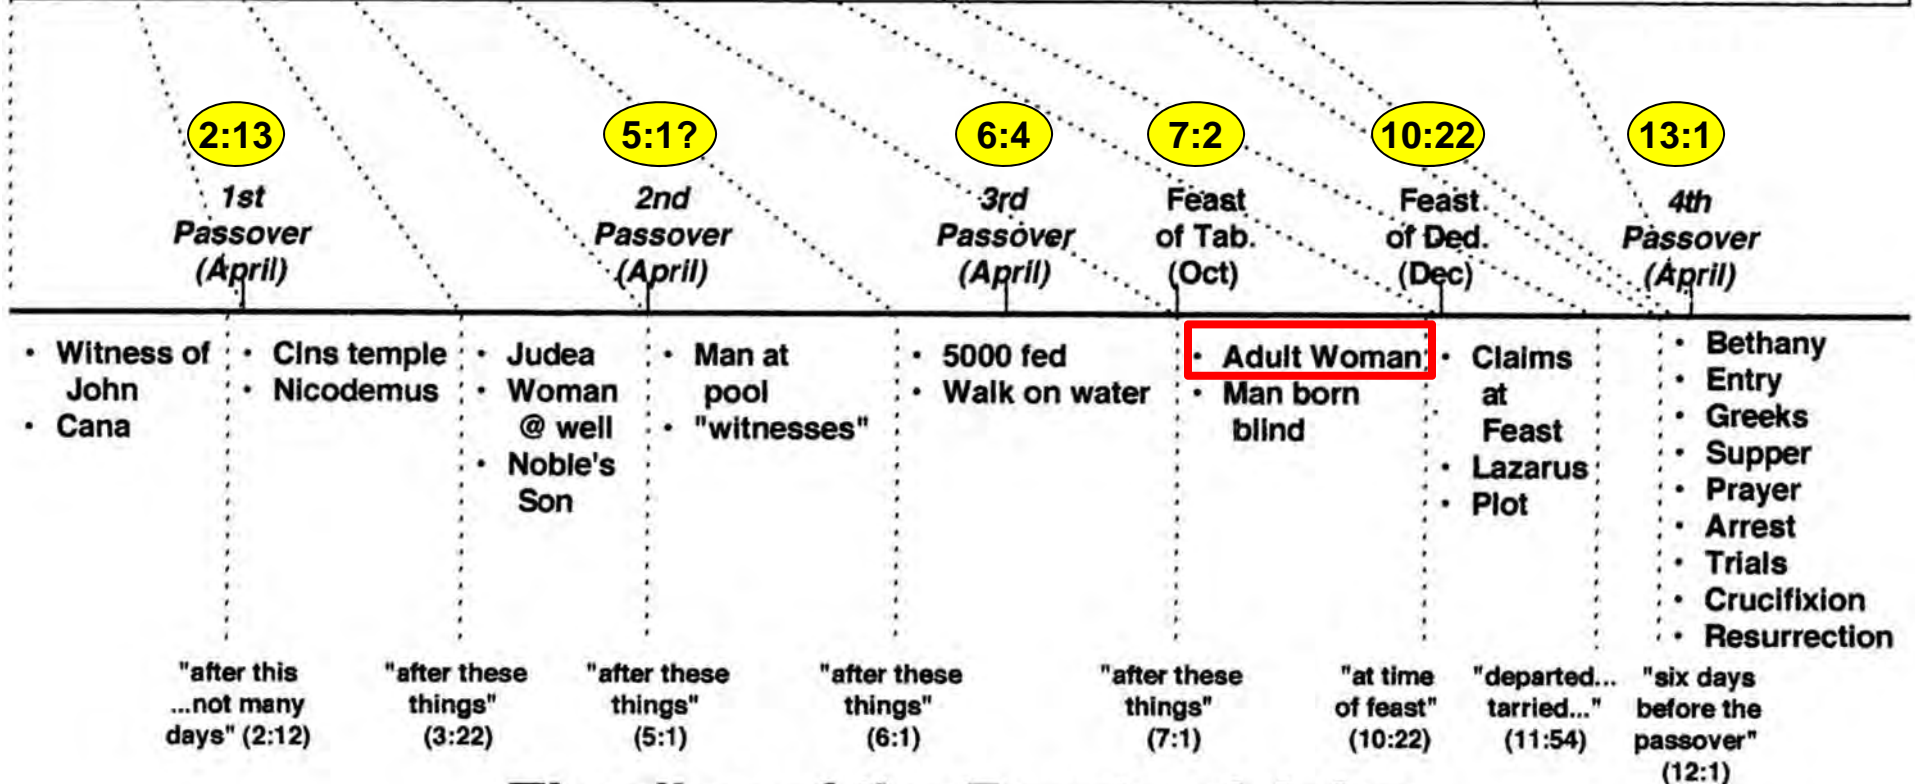 2:13
5:1?
6:4
7:2
10:22
13:1
1st
Passover
(April)
2nd
Passover
(April)
3rd
Passover
(April)
Feast
of Tab.
(Oct)
Feast
of Ded.
(Dec)
4th
Passover
(April)
• Witness of
John
• Cana
• Clns temple
• Nicodemus
• Judea
• Woman
@ well
• Noble's
Son
• Man at
pool
• "witnesses"
• 5000 fed
• Walk on water
• Adult Woman
• Man born
blind
• Claims
at
Feast
• Lazarus
• Plot
• Bethany
• Entry
• Greeks
• Supper
• Prayer
• Arrest
• Trials
• Crucifixion
• Resurrection
"after this
...not many
days" (2:12)
"after these
things"
(3:22)
"after these
things"
(5:1)
"after these
things"
(6:1)
"after these
things"
(7:1)
"at time
of feast"
(10:22)
"departed...
tarried..."
(11:54)
"six days
before the
passover"
(12:1)